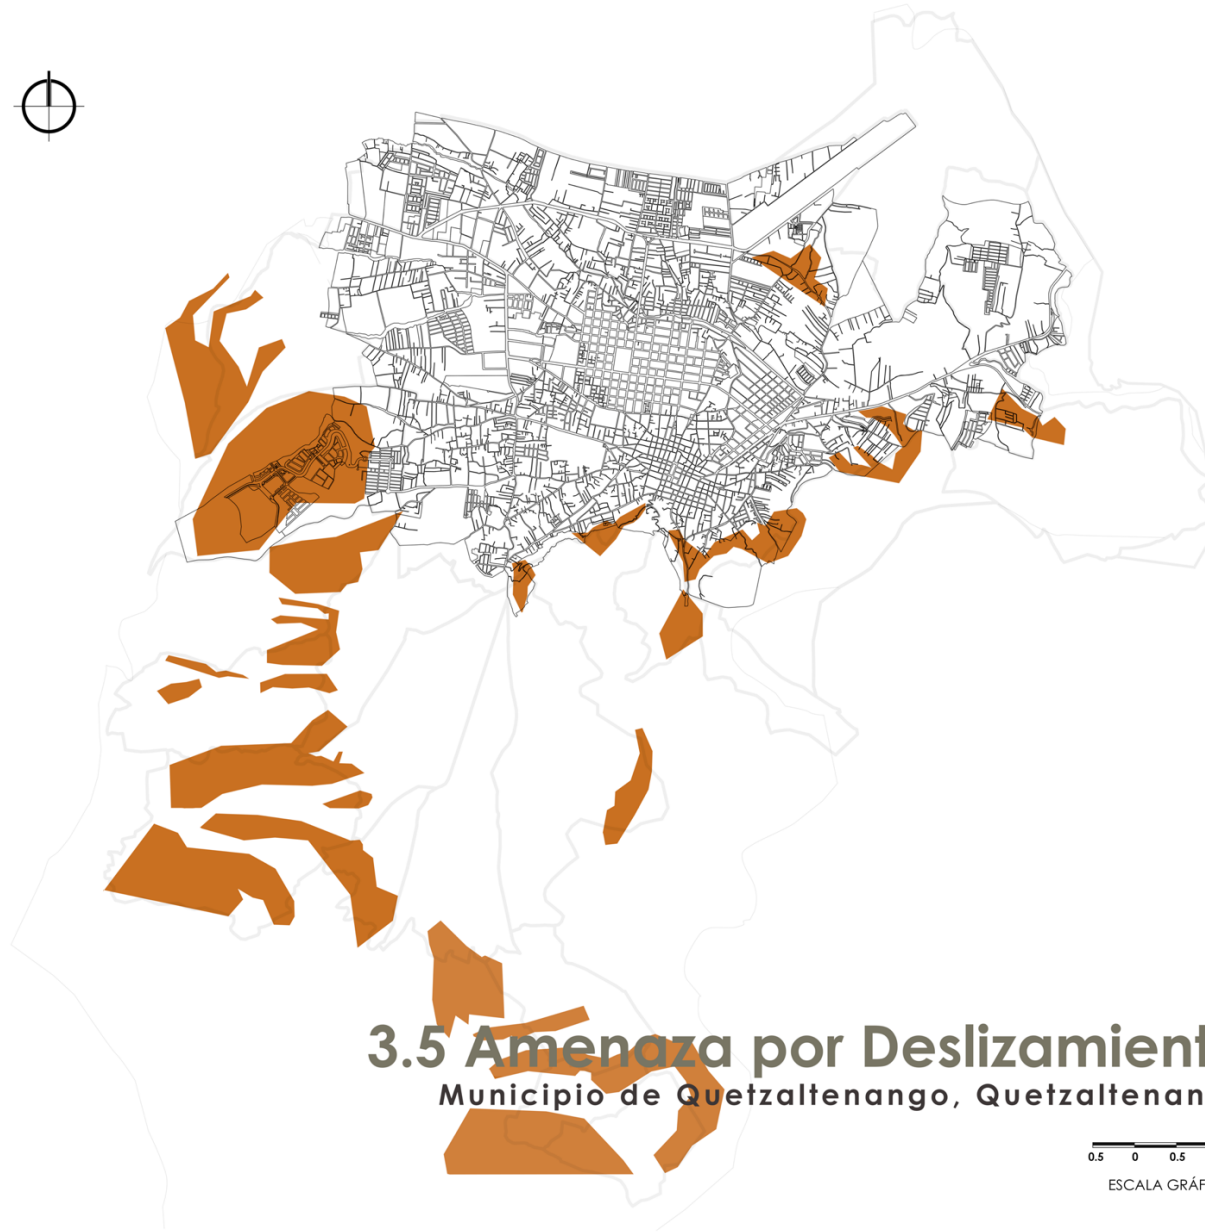 3.5 Amenaza por Deslizamient
Municipio de Quetzaltenango, Quetzaltenan
0.5 0 0.5
ESCALA GRÁF